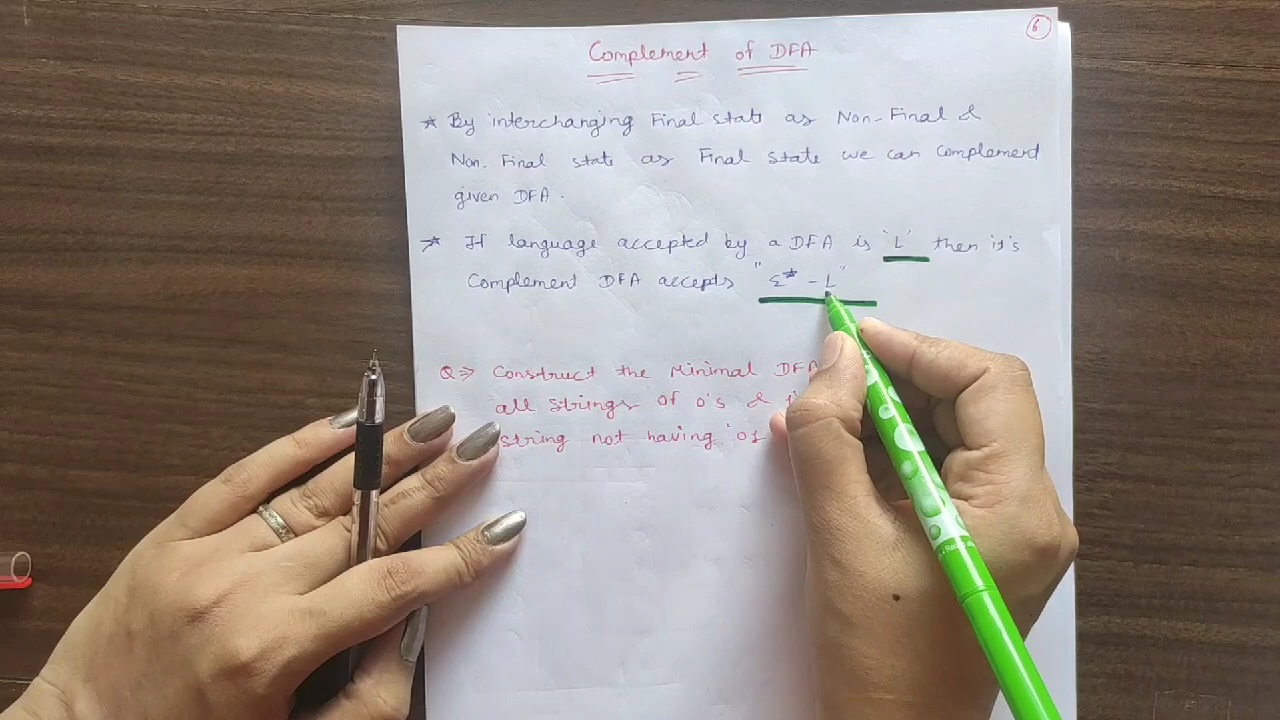 6
Complement of DFA
* By interchanging Final state as Non-Final &
Non-Final state as Final state we can complement
given DFA.
* If language accepted by a DFA is 'L' then it's
Complement DFA accepts "Σ* - L"
Q⇒ Construct the Minimal DFA
all strings of 0's &
string not having '01